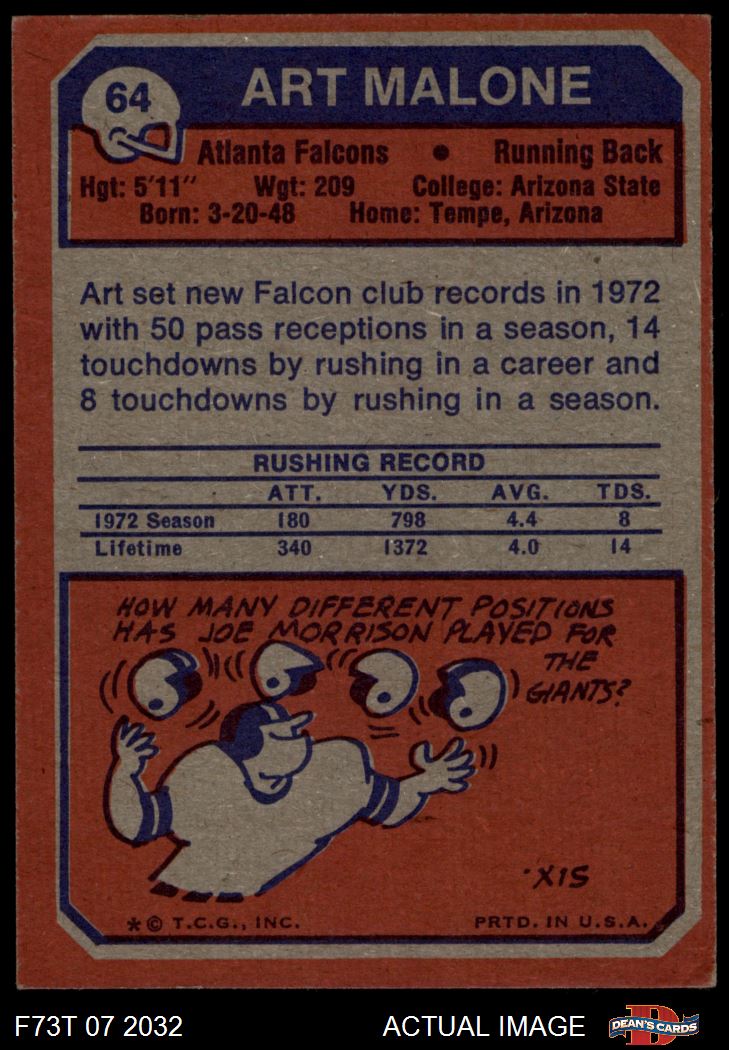 64
ART MALONE
Atlanta Falcons • Running Back
Hgt: 5'11" Wgt: 209 College: Arizona State
Born: 3-20-48 Home: Tempe, Arizona
Art set new Falcon club records in 1972
with 50 pass receptions in a season, 14
touchdowns by rushing in a career and
8 touchdowns by rushing in a season.
RUSHING RECORD
ATT. YDS. AVG. TDS.
1972 Season 180 798 4.4 8
Lifetime 340 1372 4.0 14
HOW MANY DIFFERENT POSITIONS
HAS JOE MORRISON PLAYED FOR
THE
GIANTS?
SIX.
* © T.C.G., INC. PRTD. IN U.S.A.
F73T 07 2032 ACTUAL IMAGE DEAN'S CARDS